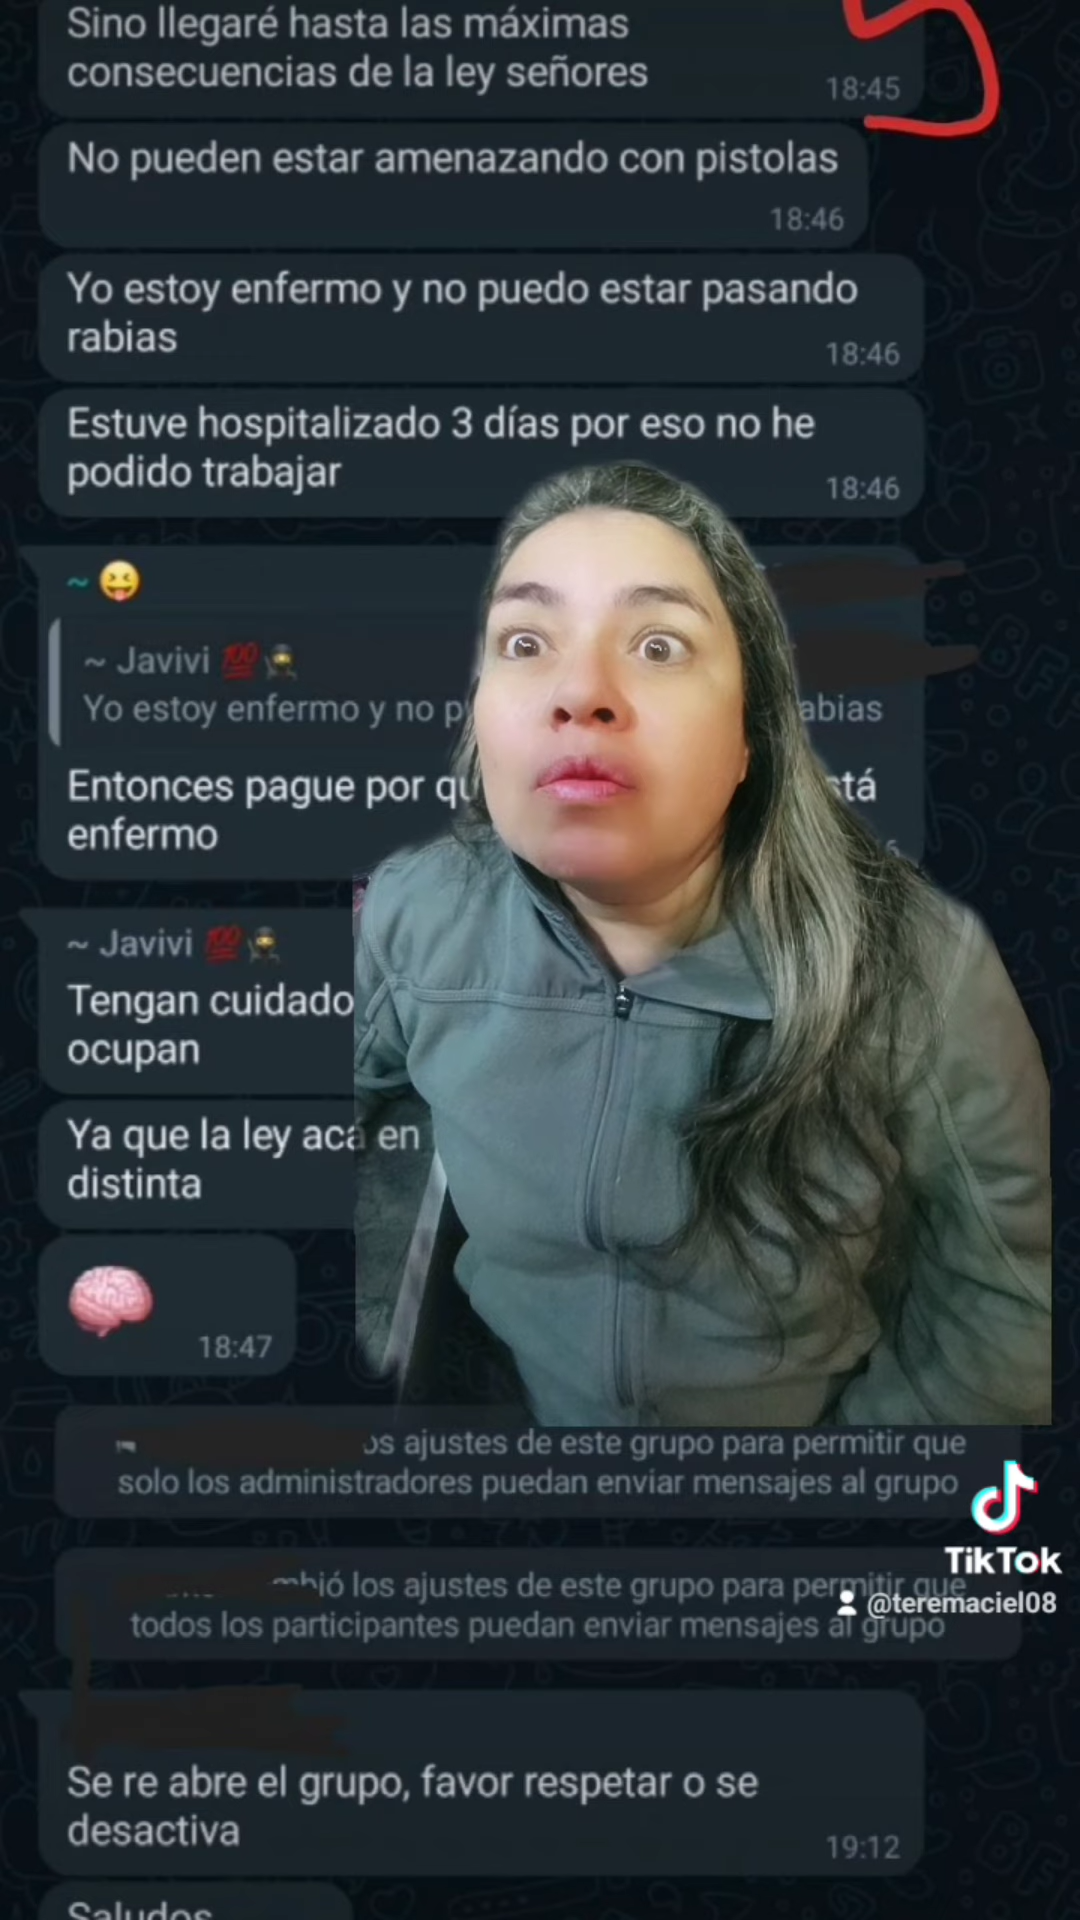 Sino llegaré hasta las máximas
consecuencias de la ley señores
18:45
No pueden estar amenazando con pistolas
18:46
Yo estoy enfermo y no puedo estar pasando
rabias
18:46
Estuve hospitalizado 3 días por eso no he
podido trabajar
18:46
~ 😝
~ Javivi 💯🥷
Yo estoy enfermo y no p abias
Entonces pague por qu stá
enfermo
~ Javivi 💯🥷
Tengan cuidado
ocupan
Ya que la ley acá en
distinta
🧠
18:47
os ajustes de este grupo para permitir que
solo los administradores puedan enviar mensajes al grupo
mbió los ajustes de este grupo para permitir que
todos los participantes puedan enviar mensajes al grupo
TikTok
@teremaciel08
Se re abre el grupo, favor respetar o se
desactiva
19:12
Saludos